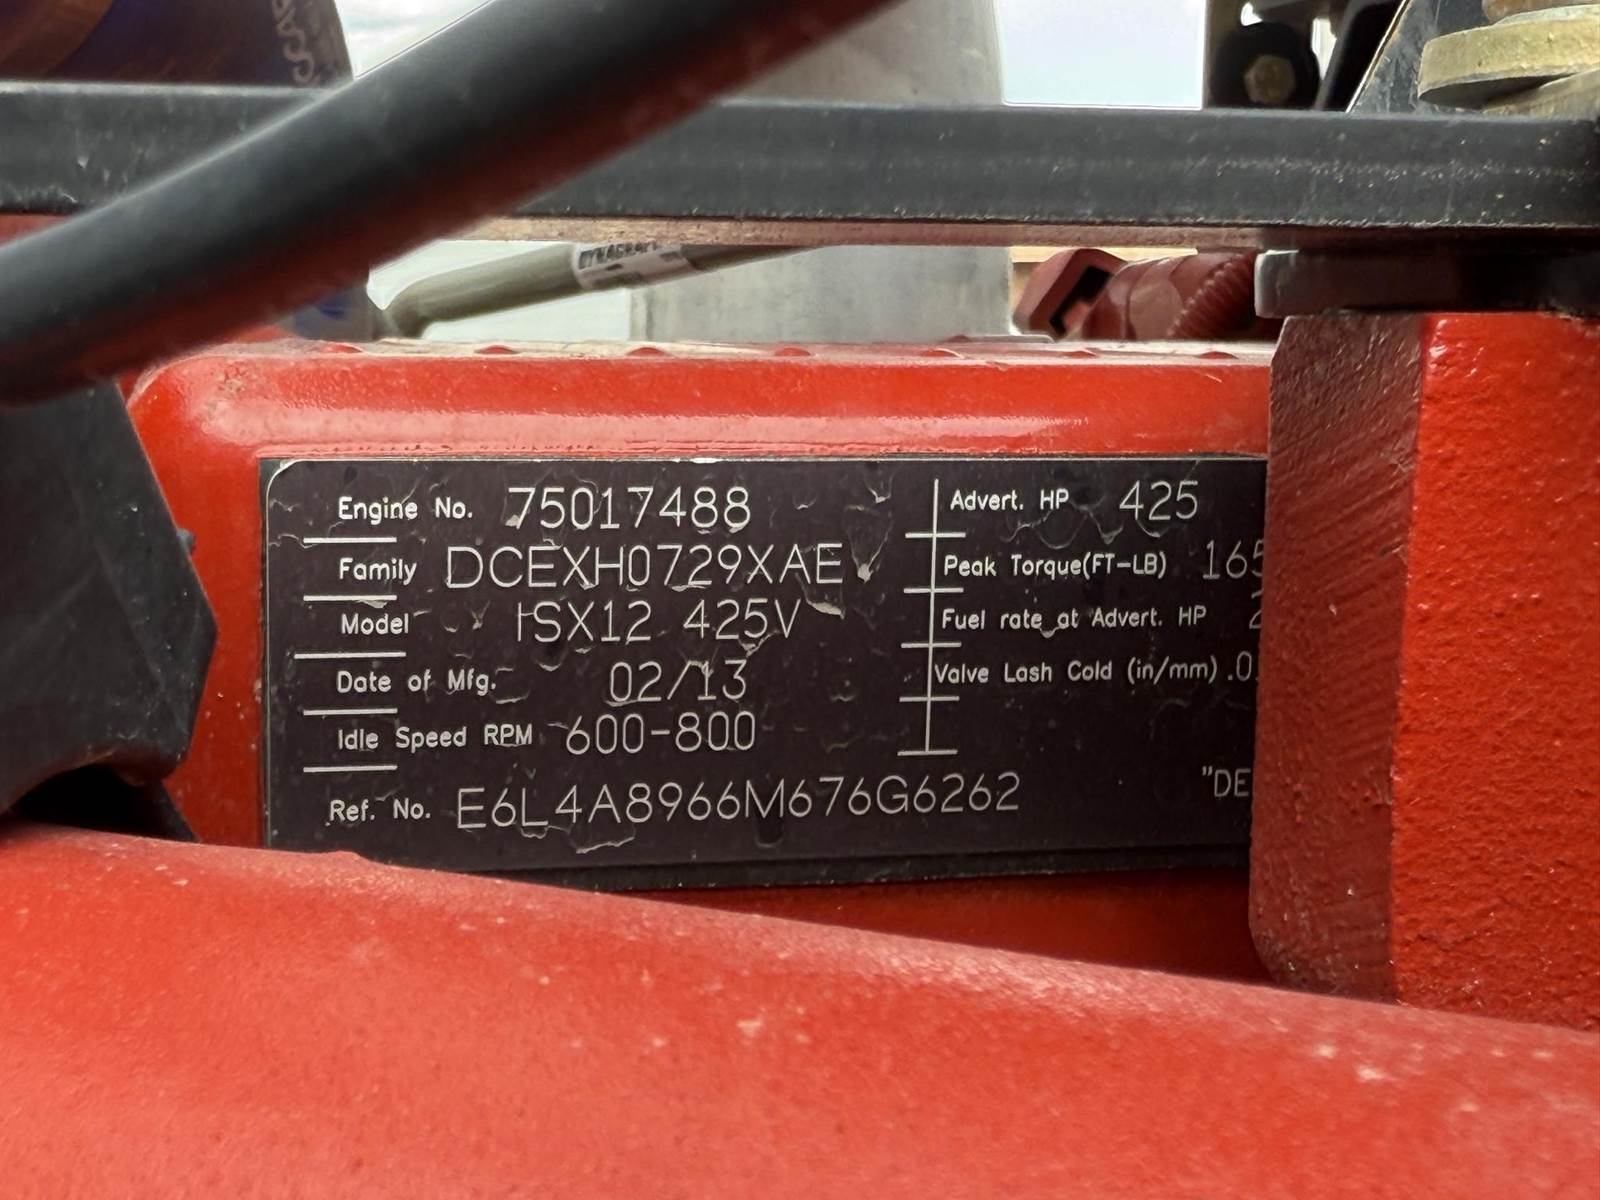 Engine No. 75017488
Family DCEXH0729XAE
Model ISX12 425V
Date of Mfg. 02/13
Idle Speed RPM 600-800
Ref. No. E6L4A8966M676G6262
Advert. HP 425
Peak Torque(FT-LB) 165
Fuel rate at Advert. HP 2
Valve Lash Cold (in/mm) .0
"DE